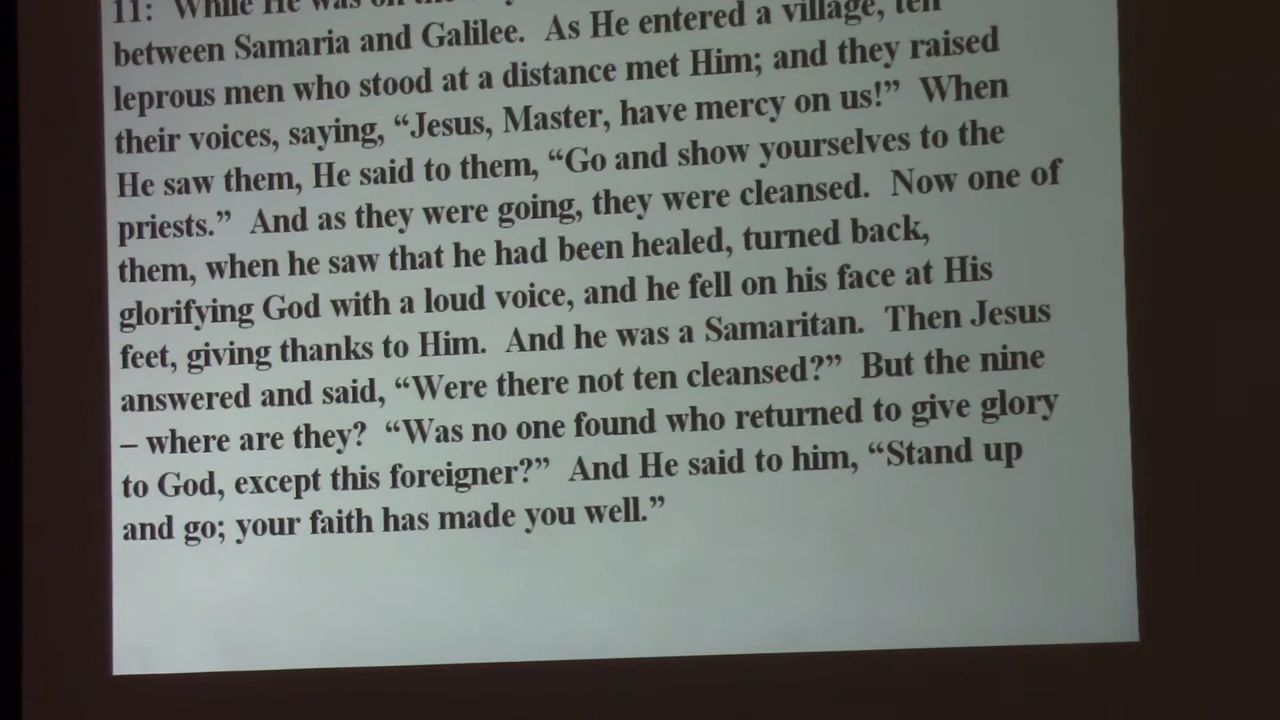 11:  While He was on
between Samaria and Galilee.  As He entered a village, ten
leprous men who stood at a distance met Him; and they raised
their voices, saying, “Jesus, Master, have mercy on us!”  When
He saw them, He said to them, “Go and show yourselves to the
priests.”  And as they were going, they were cleansed.  Now one of
them, when he saw that he had been healed, turned back,
glorifying God with a loud voice, and he fell on his face at His
feet, giving thanks to Him.  And he was a Samaritan.  Then Jesus
answered and said, “Were there not ten cleansed?”  But the nine
– where are they?  “Was no one found who returned to give glory
to God, except this foreigner?”  And He said to him, “Stand up
and go; your faith has made you well.”